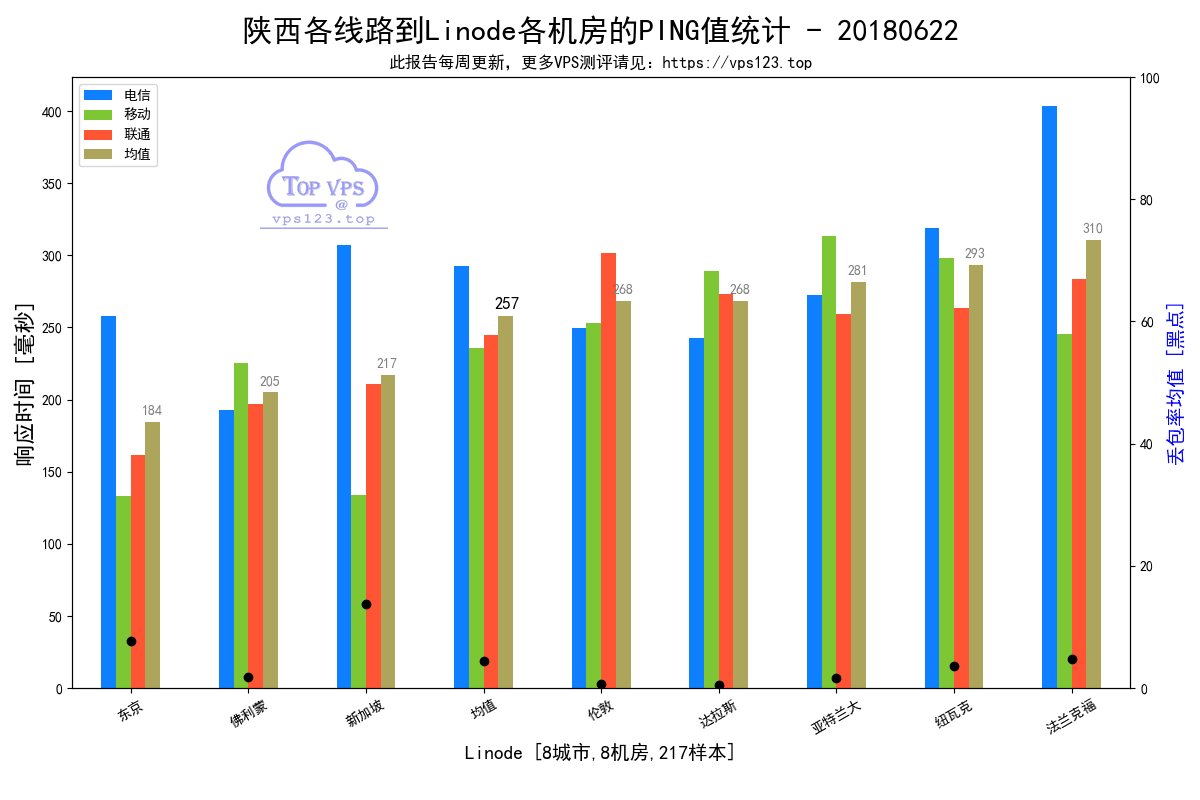 陕西各线路到Linode各机房的PING值统计 - 20180622
此报告每周更新，更多VPS测评请见：https://vps123.top
电信
移动
联通
均值
TOP VPS
@
vps123.top
响应时间 [毫秒]
400
350
300
250
200
150
100
50
0
184
205
217
257
268
268
281
293
310
100
80
60
40
20
0
丢包率均值 [黑点]
东京
佛利蒙
新加坡
均值
伦敦
达拉斯
亚特兰大
纽瓦克
法兰克福
Linode [8城市,8机房,217样本]